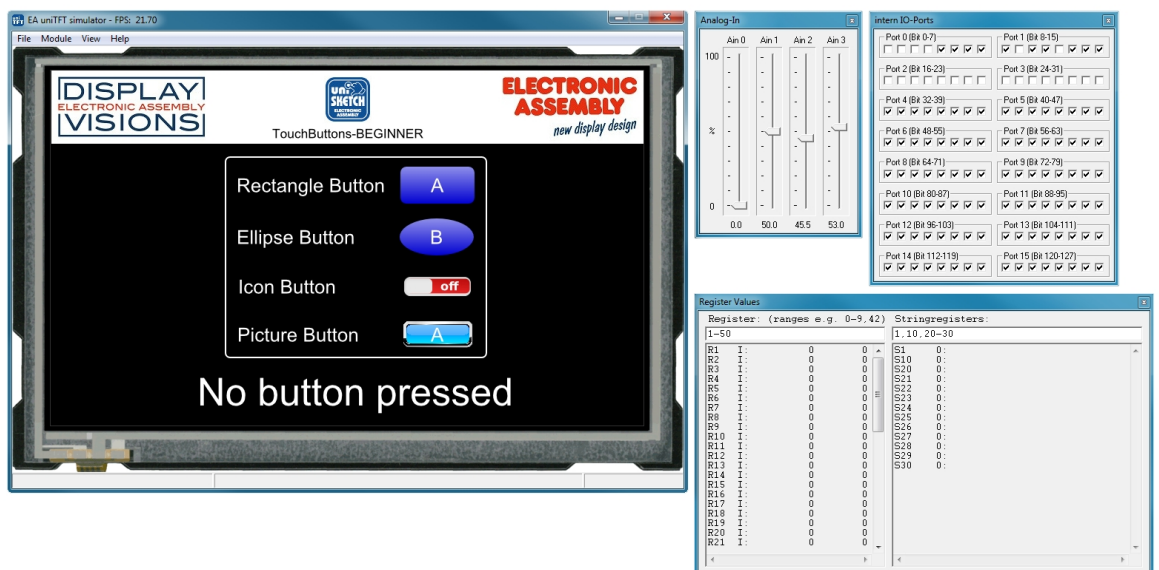 EA uniTFT simulator - FPS: 21.70
File Module View Help
DISPLAY
ELECTRONIC ASSEMBLY
VISIONS
uni
SKETCH
ELECTRONIC
ASSEMBLY
TouchButtons-BEGINNER
ELECTRONIC
ASSEMBLY
new display design
Rectangle Button A
Ellipse Button B
Icon Button off
Picture Button A
No button pressed
Analog-In
Ain 0 Ain 1 Ain 2 Ain 3
100
%
0
0.0 50.0 45.5 53.0
intern IO-Ports
Port 0 (Bit 0-7) Port 1 (Bit 8-15)
Port 2 (Bit 16-23) Port 3 (Bit 24-31)
Port 4 (Bit 32-39) Port 5 (Bit 40-47)
Port 6 (Bit 48-55) Port 7 (Bit 56-63)
Port 8 (Bit 64-71) Port 9 (Bit 72-79)
Port 10 (Bit 80-87) Port 11 (Bit 88-95)
Port 12 (Bit 96-103) Port 13 (Bit 104-111)
Port 14 (Bit 112-119) Port 15 (Bit 120-127)
Register Values
Register: (ranges e.g. 0-9,42) Stringregisters:
1-50 1,10,20-30
R1 I: 0 0 S1 0:
R2 I: 0 0 S10 0:
R3 I: 0 0 S20 0:
R4 I: 0 0 S21 0:
R5 I: 0 0 S22 0:
R6 I: 0 0 S23 0:
R7 I: 0 0 S24 0:
R8 I: 0 0 S25 0:
R9 I: 0 0 S26 0:
R10 I: 0 0 S27 0:
R11 I: 0 0 S28 0:
R12 I: 0 0 S29 0:
R13 I: 0 0 S30 0:
R14 I: 0 0
R15 I: 0 0
R16 I: 0 0
R17 I: 0 0
R18 I: 0 0
R19 I: 0 0
R20 I: 0 0
R21 I: 0 0